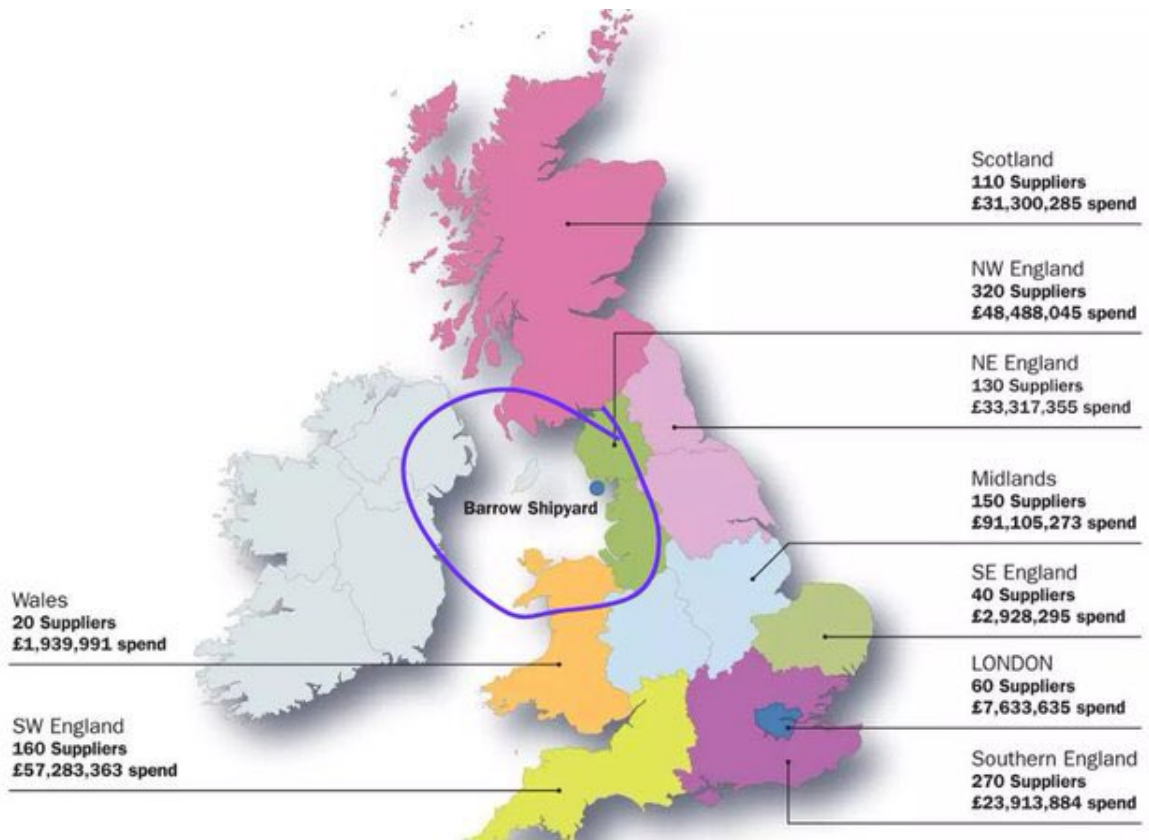 Scotland
110 Suppliers
£31,300,285 spend
NW England
320 Suppliers
£48,488,045 spend
NE England
130 Suppliers
£33,317,355 spend
Midlands
150 Suppliers
£91,105,273 spend
SE England
40 Suppliers
£2,928,295 spend
LONDON
60 Suppliers
£7,633,635 spend
Southern England
270 Suppliers
£23,913,884 spend
Barrow Shipyard
Wales
20 Suppliers
£1,939,991 spend
SW England
160 Suppliers
£57,283,363 spend